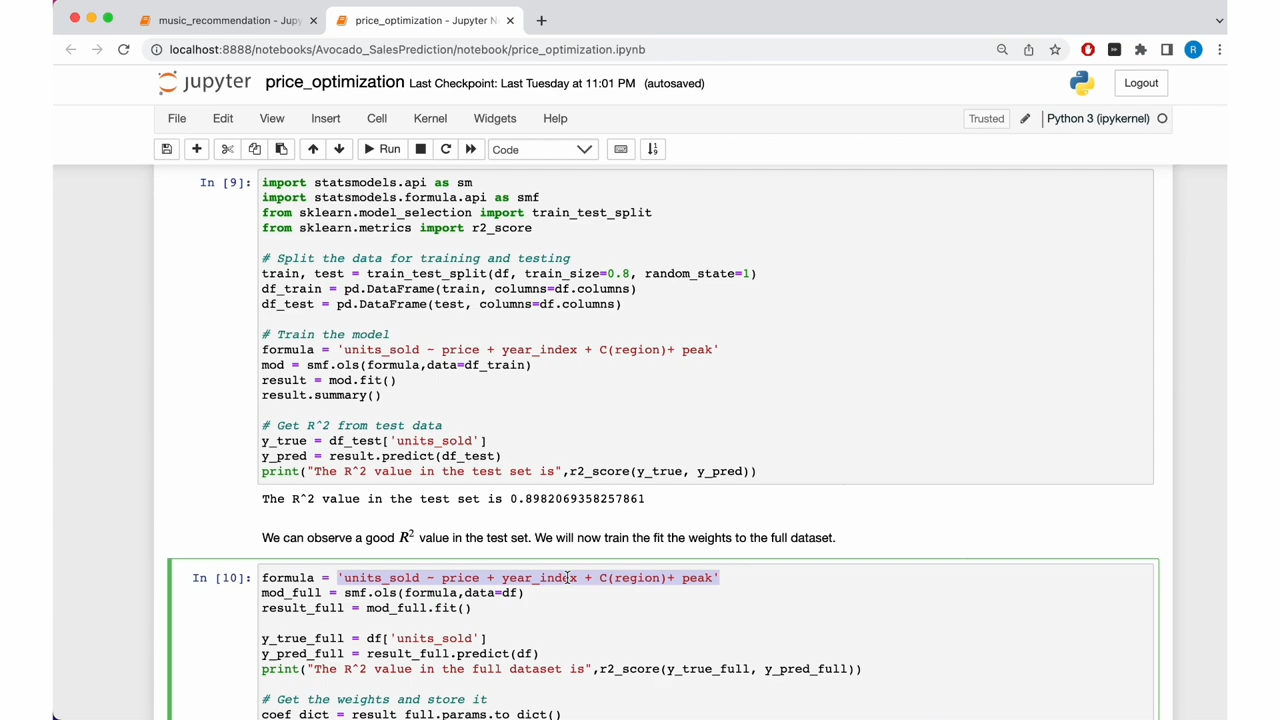 music_recommendation - Jupy
price_optimization - Jupyter N
localhost:8888/notebooks/Avocado_SalesPrediction/notebook/price_optimization.ipynb
R
jupyter price_optimization Last Checkpoint: Last Tuesday at 11:01 PM (autosaved)
Logout
File Edit View Insert Cell Kernel Widgets Help
Trusted
Python 3 (ipykernel)
Run
Code
In [9]: import statsmodels.api as sm
import statsmodels.formula.api as smf
from sklearn.model_selection import train_test_split
from sklearn.metrics import r2_score
# Split the data for training and testing
train, test = train_test_split(df, train_size=0.8, random_state=1)
df_train = pd.DataFrame(train, columns=df.columns)
df_test = pd.DataFrame(test, columns=df.columns)
# Train the model
formula = 'units_sold ~ price + year_index + C(region)+ peak'
mod = smf.ols(formula,data=df_train)
result = mod.fit()
result.summary()
# Get R^2 from test data
y_true = df_test['units_sold']
y_pred = result.predict(df_test)
print("The R^2 value in the test set is",r2_score(y_true, y_pred))
The R^2 value in the test set is 0.8982069358257861
We can observe a good R² value in the test set. We will now train the fit the weights to the full dataset.
In [10]: formula = 'units_sold ~ price + year_index + C(region)+ peak'
mod_full = smf.ols(formula,data=df)
result_full = mod_full.fit()
y_true_full = df['units_sold']
y_pred_full = result_full.predict(df)
print("The R^2 value in the full dataset is",r2_score(y_true_full, y_pred_full))
# Get the weights and store it
coef_dict = result_full.params.to_dict()